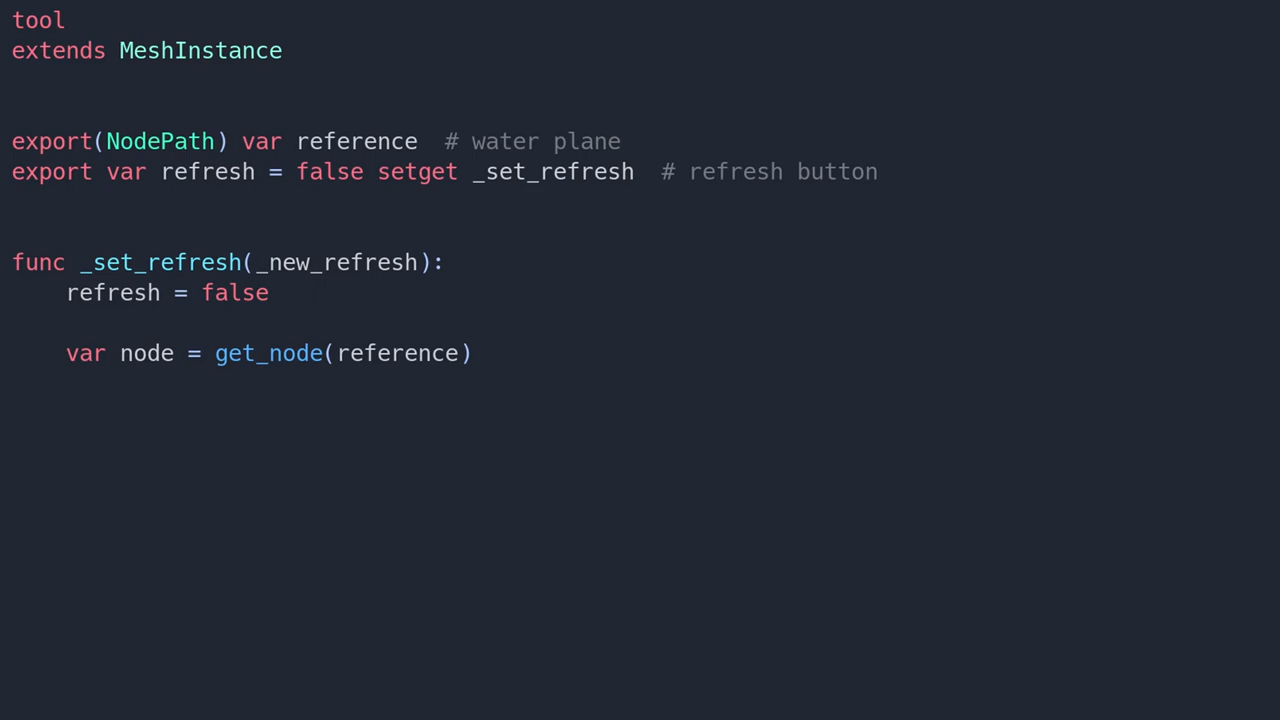 tool
extends MeshInstance
export(NodePath) var reference  # water plane
export var refresh = false setget _set_refresh  # refresh button
func _set_refresh(_new_refresh):
    refresh = false
    var node = get_node(reference)